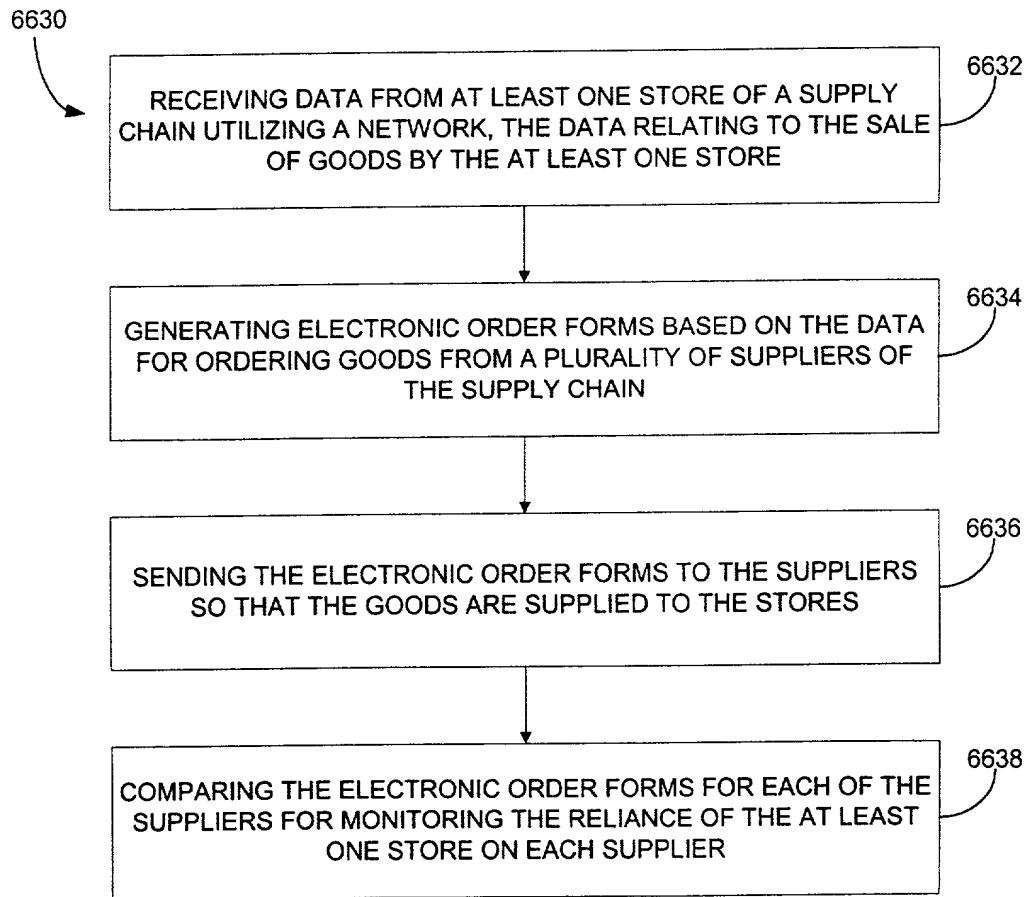 6630
6632
RECEIVING DATA FROM AT LEAST ONE STORE OF A SUPPLY
CHAIN UTILIZING A NETWORK, THE DATA RELATING TO THE SALE
OF GOODS BY THE AT LEAST ONE STORE
6634
GENERATING ELECTRONIC ORDER FORMS BASED ON THE DATA
FOR ORDERING GOODS FROM A PLURALITY OF SUPPLIERS OF
THE SUPPLY CHAIN
6636
SENDING THE ELECTRONIC ORDER FORMS TO THE SUPPLIERS
SO THAT THE GOODS ARE SUPPLIED TO THE STORES
6638
COMPARING THE ELECTRONIC ORDER FORMS FOR EACH OF THE
SUPPLIERS FOR MONITORING THE RELIANCE OF THE AT LEAST
ONE STORE ON EACH SUPPLIER